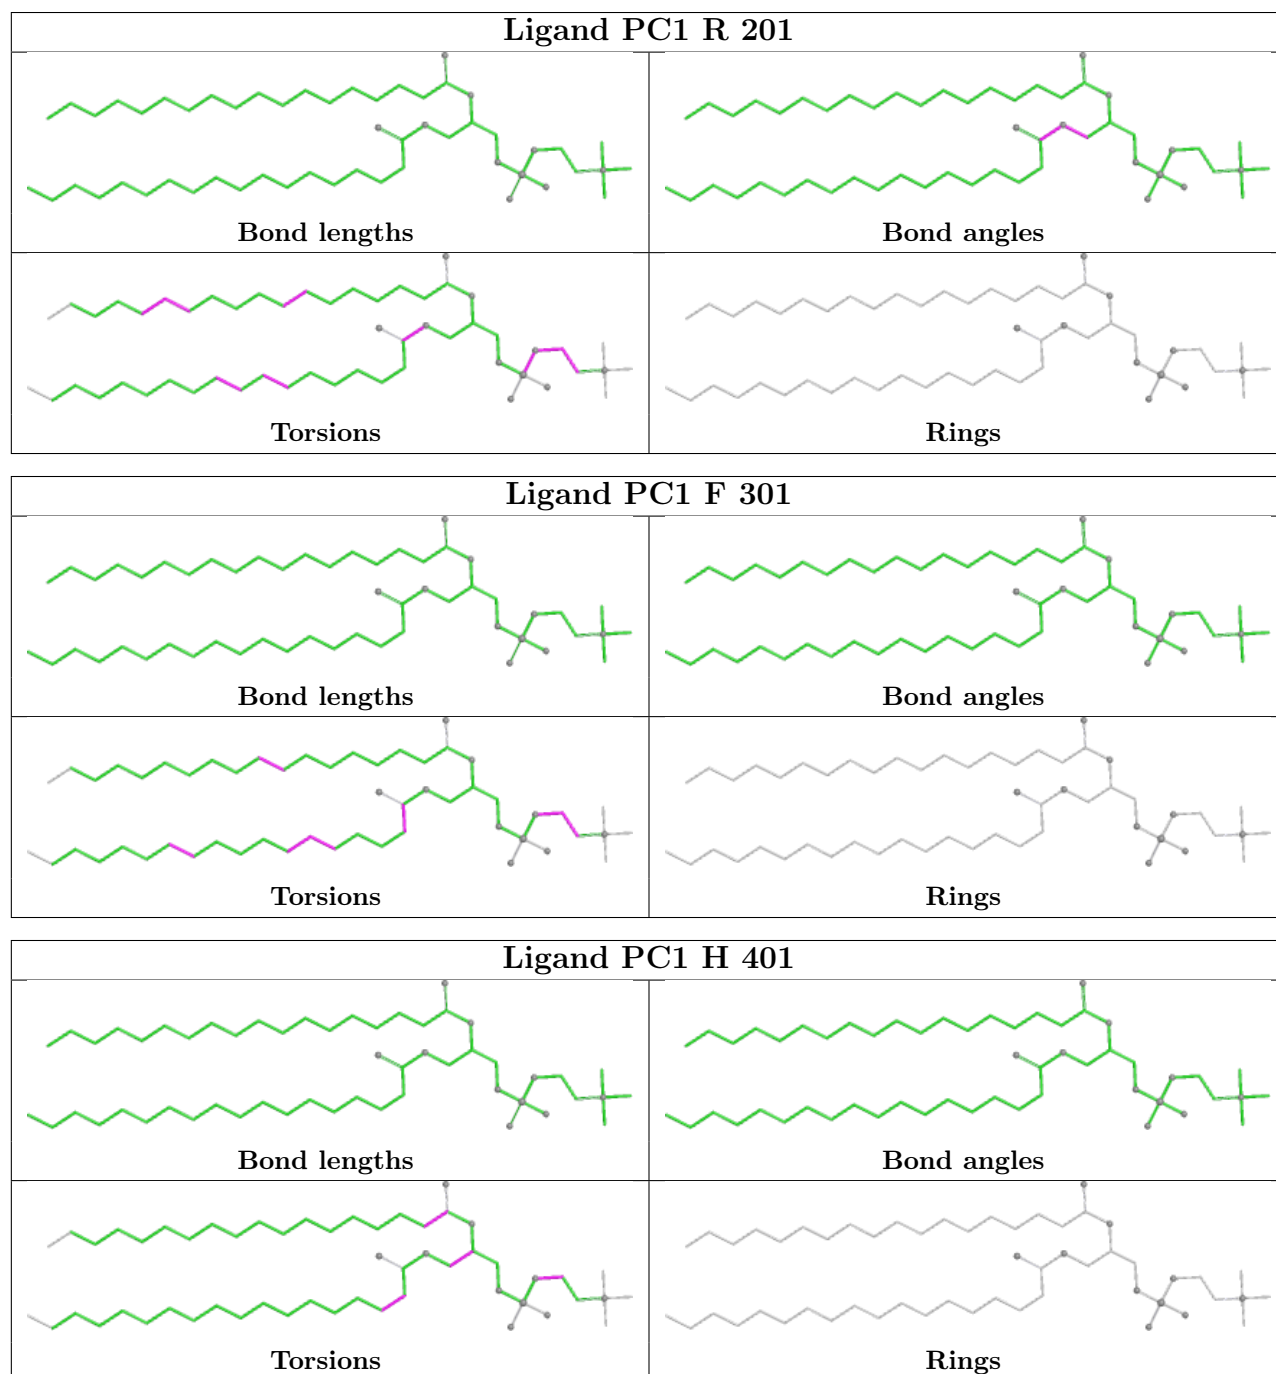 Ligand PC1 R 201
Bond lengths
Bond angles
Torsions
Rings
Ligand PC1 F 301
Bond lengths
Bond angles
Torsions
Rings
Ligand PC1 H 401
Bond lengths
Bond angles
Torsions
Rings